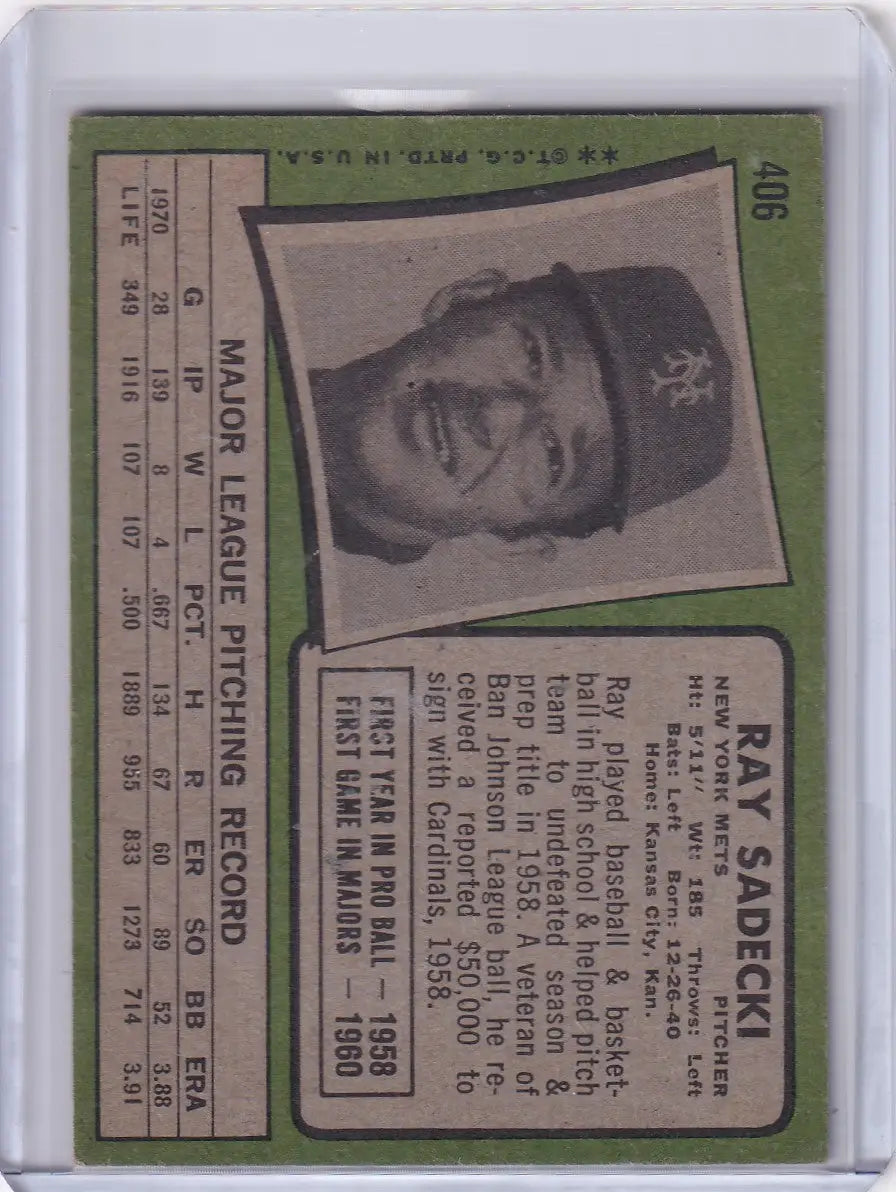 406
** ©T.C.G. PRTD. IN U.S.A.
NY
RAY SADECKI
NEW YORK METS PITCHER
Ht: 5/11" Wt: 185 Throws: Left
Bats: Left Born: 12-26-40
Home: Kansas City, Kan.
Ray played baseball & basket-
ball in high school & helped pitch
team to undefeated season &
prep title in 1958. A veteran of
Ban Johnson League ball, he re-
ceived a reported $50,000 to
sign with Cardinals, 1958.
FIRST YEAR IN PRO BALL — 1958
FIRST GAME IN MAJORS — 1960
MAJOR LEAGUE PITCHING RECORD
G IP W L PCT. H R ER SO BB ERA
1970 28 139 8 4 .667 134 67 60 89 52 3.88
LIFE 349 1916 107 107 .500 1889 955 833 1273 714 3.91